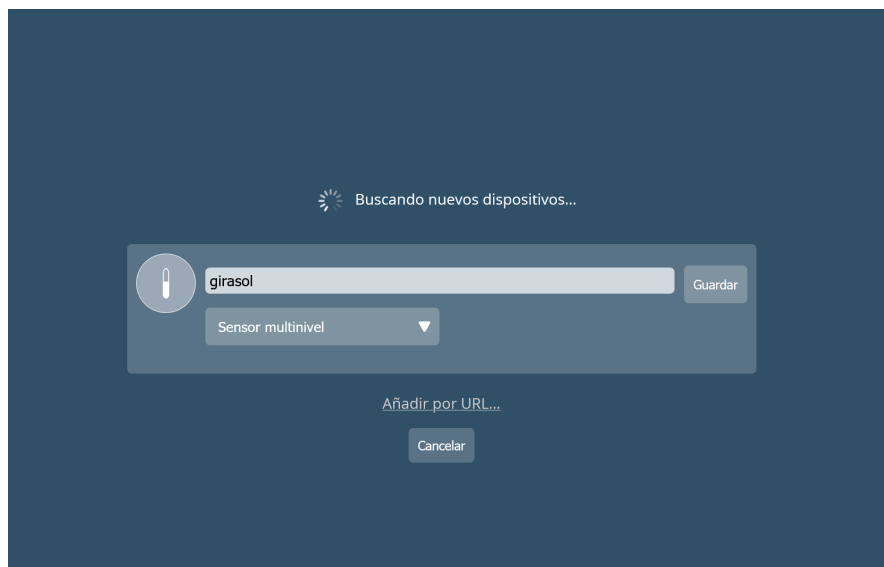 Buscando nuevos dispositivos...
girasol
Guardar
Sensor multinivel
Añadir por URL...
Cancelar